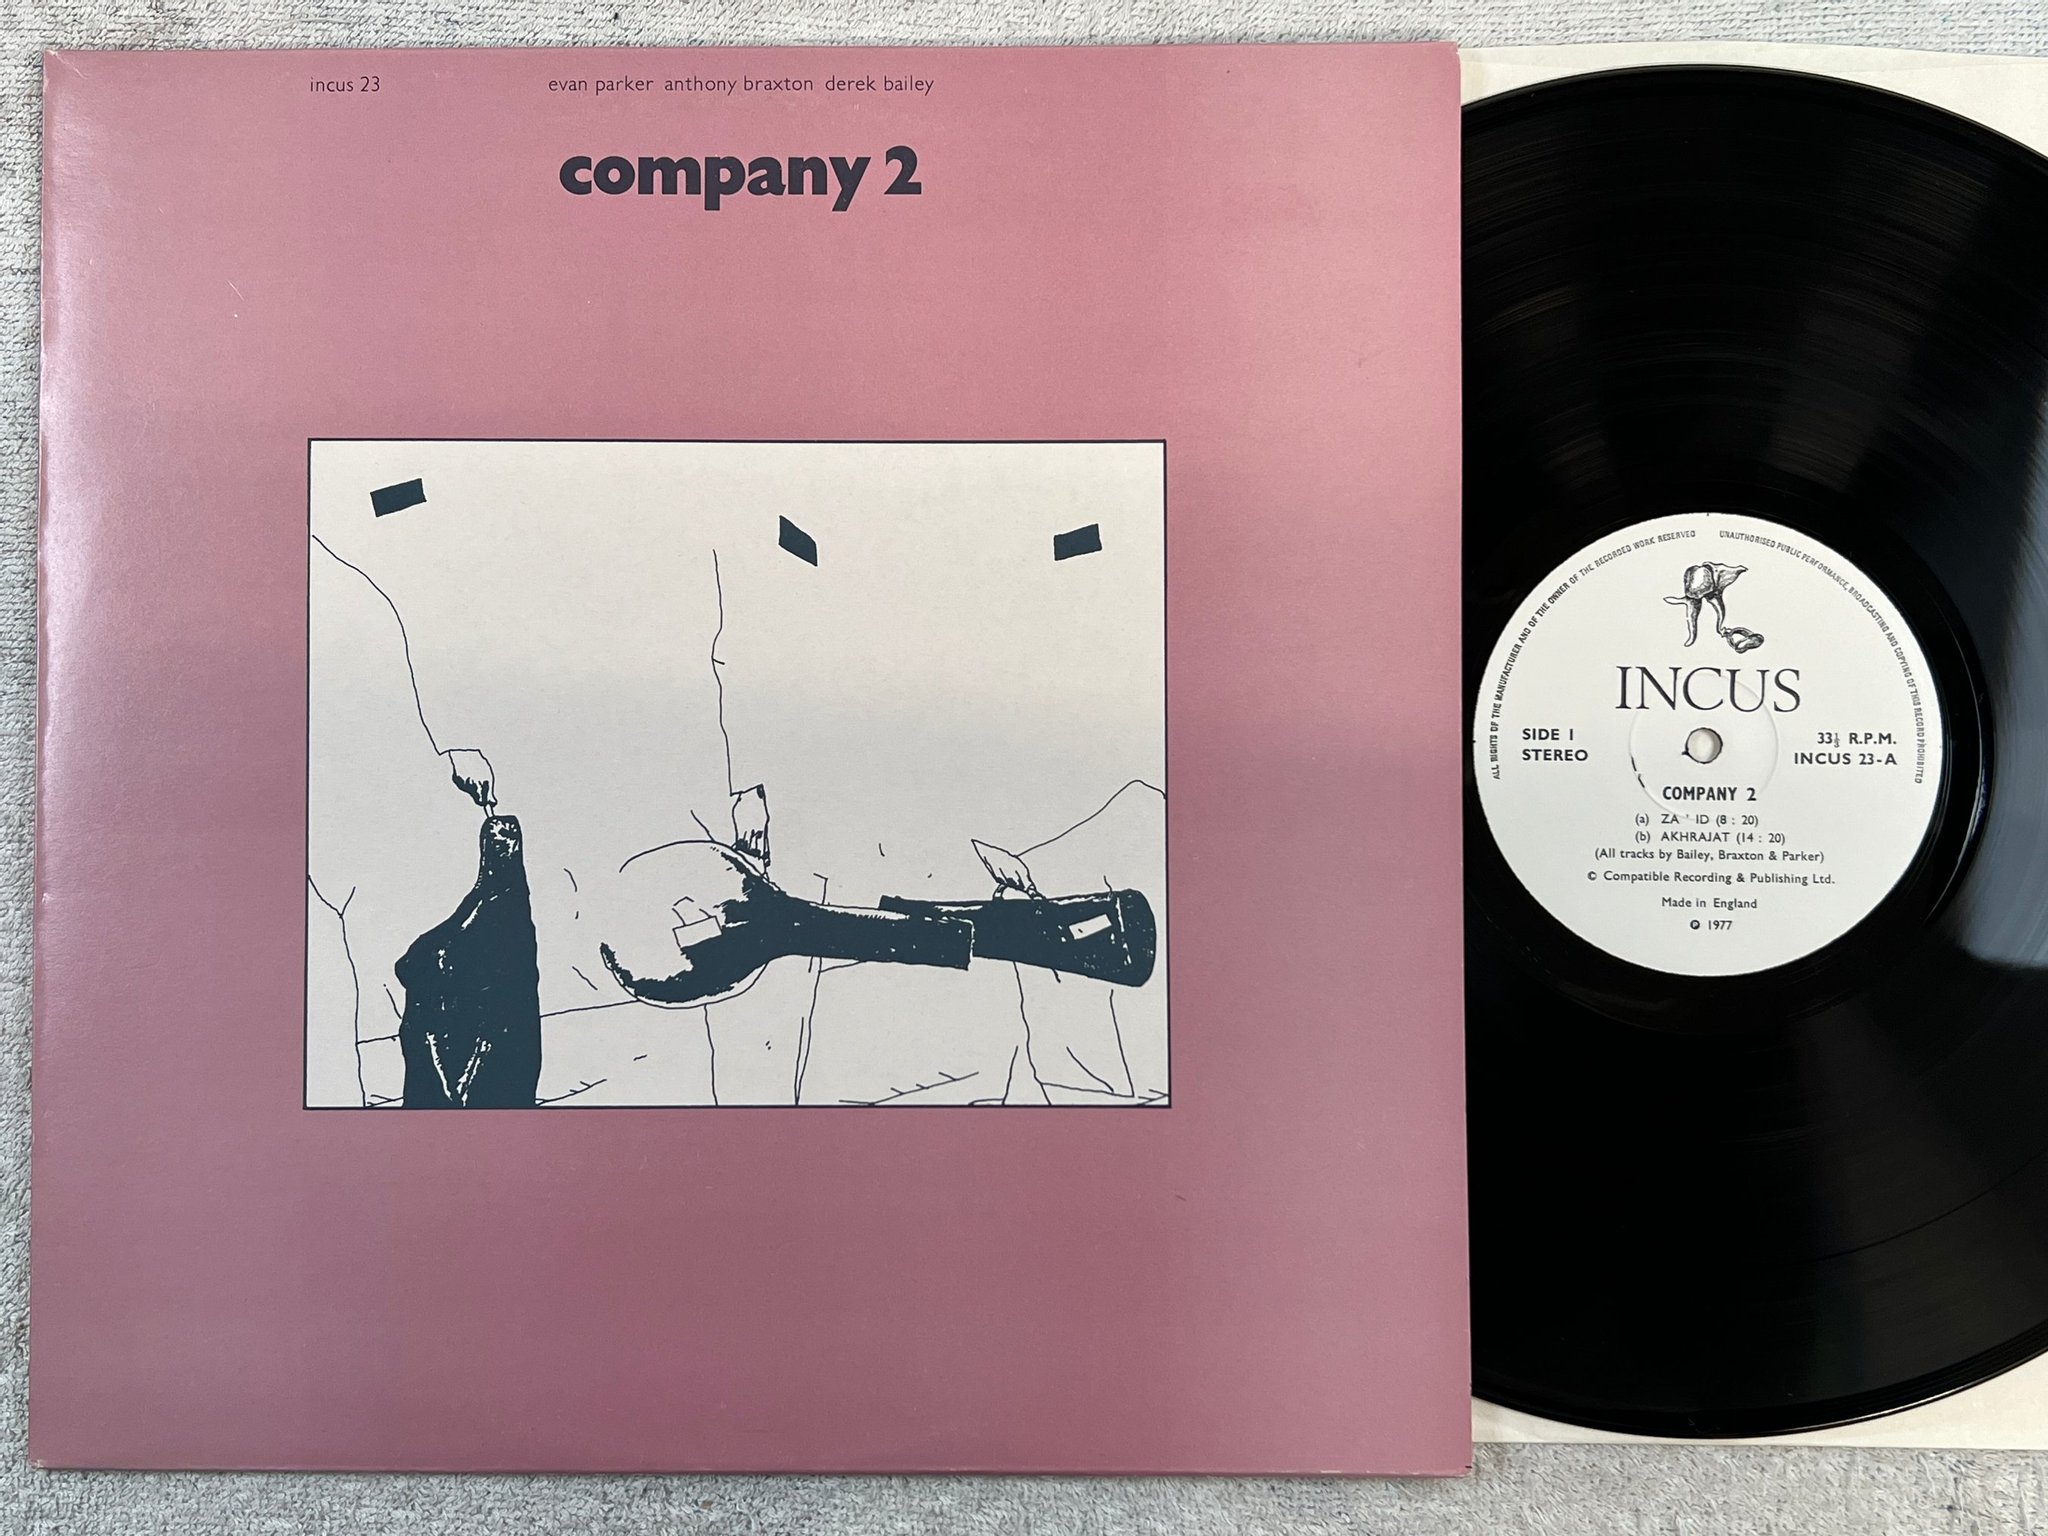 incus 23 evan parker anthony braxton derek bailey
company 2
ALL RIGHTS OF THE MANUFACTURER AND OF THE OWNER OF THE RECORDED WORK RESERVED
UNAUTHORISED PUBLIC PERFORMANCE, BROADCASTING AND COPYING OF THIS RECORD PROHIBITED
INCUS
SIDE 1
STEREO
33⅓ R.P.M.
INCUS 23-A
COMPANY 2
(a) ZA ' ID (8 : 20)
(b) AKHRAJAT (14 : 20)
(All tracks by Bailey, Braxton & Parker)
© Compatible Recording & Publishing Ltd.
Made in England
℗ 1977